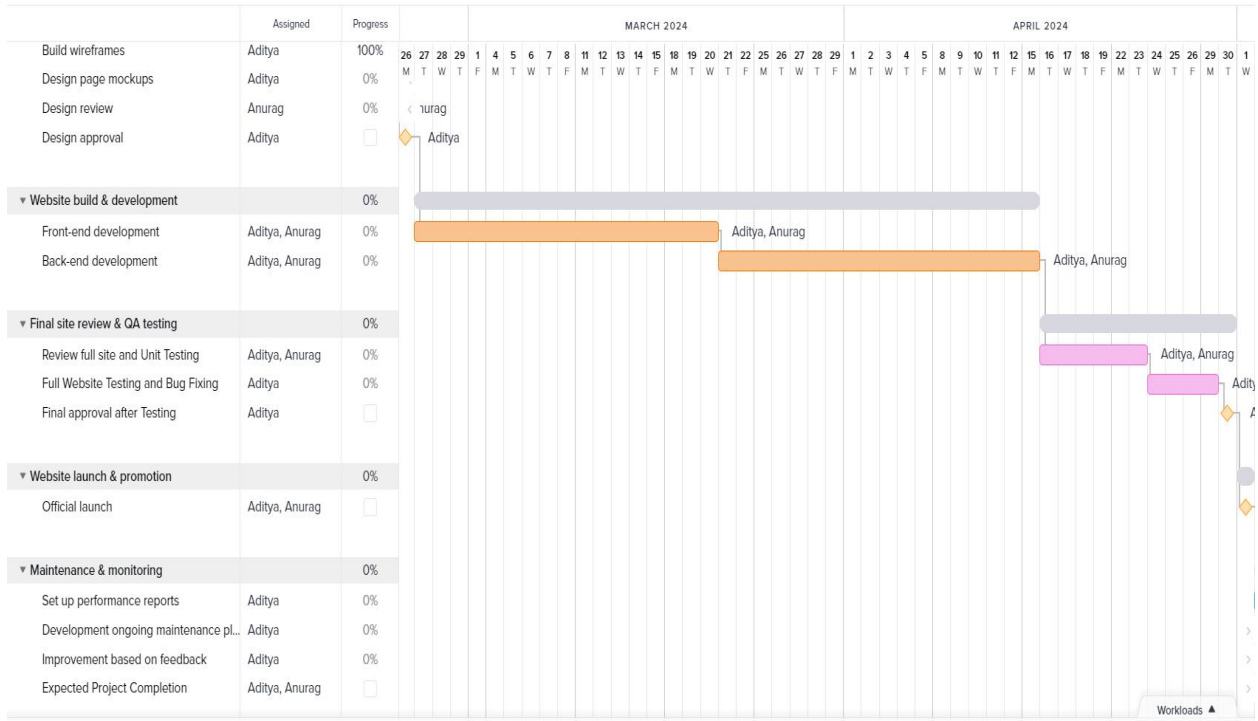 Assigned Progress MARCH 2024 APRIL 2024
Build wireframes Aditya 100%
26 27 28 29 1 4 5 6 7 8 11 12 13 14 15 18 19 20 21 22 25 26 27 28 29 1 2 3 4 5 8 9 10 11 12 15 16 17 18 19 22 23 24 25 26 29 30 1
M T W T F M T W T F M T W T F M T W T F M T W T F M T W T F M T W T F M T W T F M T W T F M T W
Design page mockups Aditya 0%
Design review Anurag 0% nurag
Design approval Aditya Aditya
Website build & development 0%
Front-end development Aditya, Anurag 0% Aditya, Anurag
Back-end development Aditya, Anurag 0% Aditya, Anurag
Final site review & QA testing 0%
Review full site and Unit Testing Aditya, Anurag 0% Aditya, Anurag
Full Website Testing and Bug Fixing Aditya 0% Adity
Final approval after Testing Aditya A
Website launch & promotion 0%
Official launch Aditya, Anurag
Maintenance & monitoring 0%
Set up performance reports Aditya 0%
Development ongoing maintenance pl... Aditya 0%
Improvement based on feedback Aditya 0%
Expected Project Completion Aditya, Anurag
Workloads